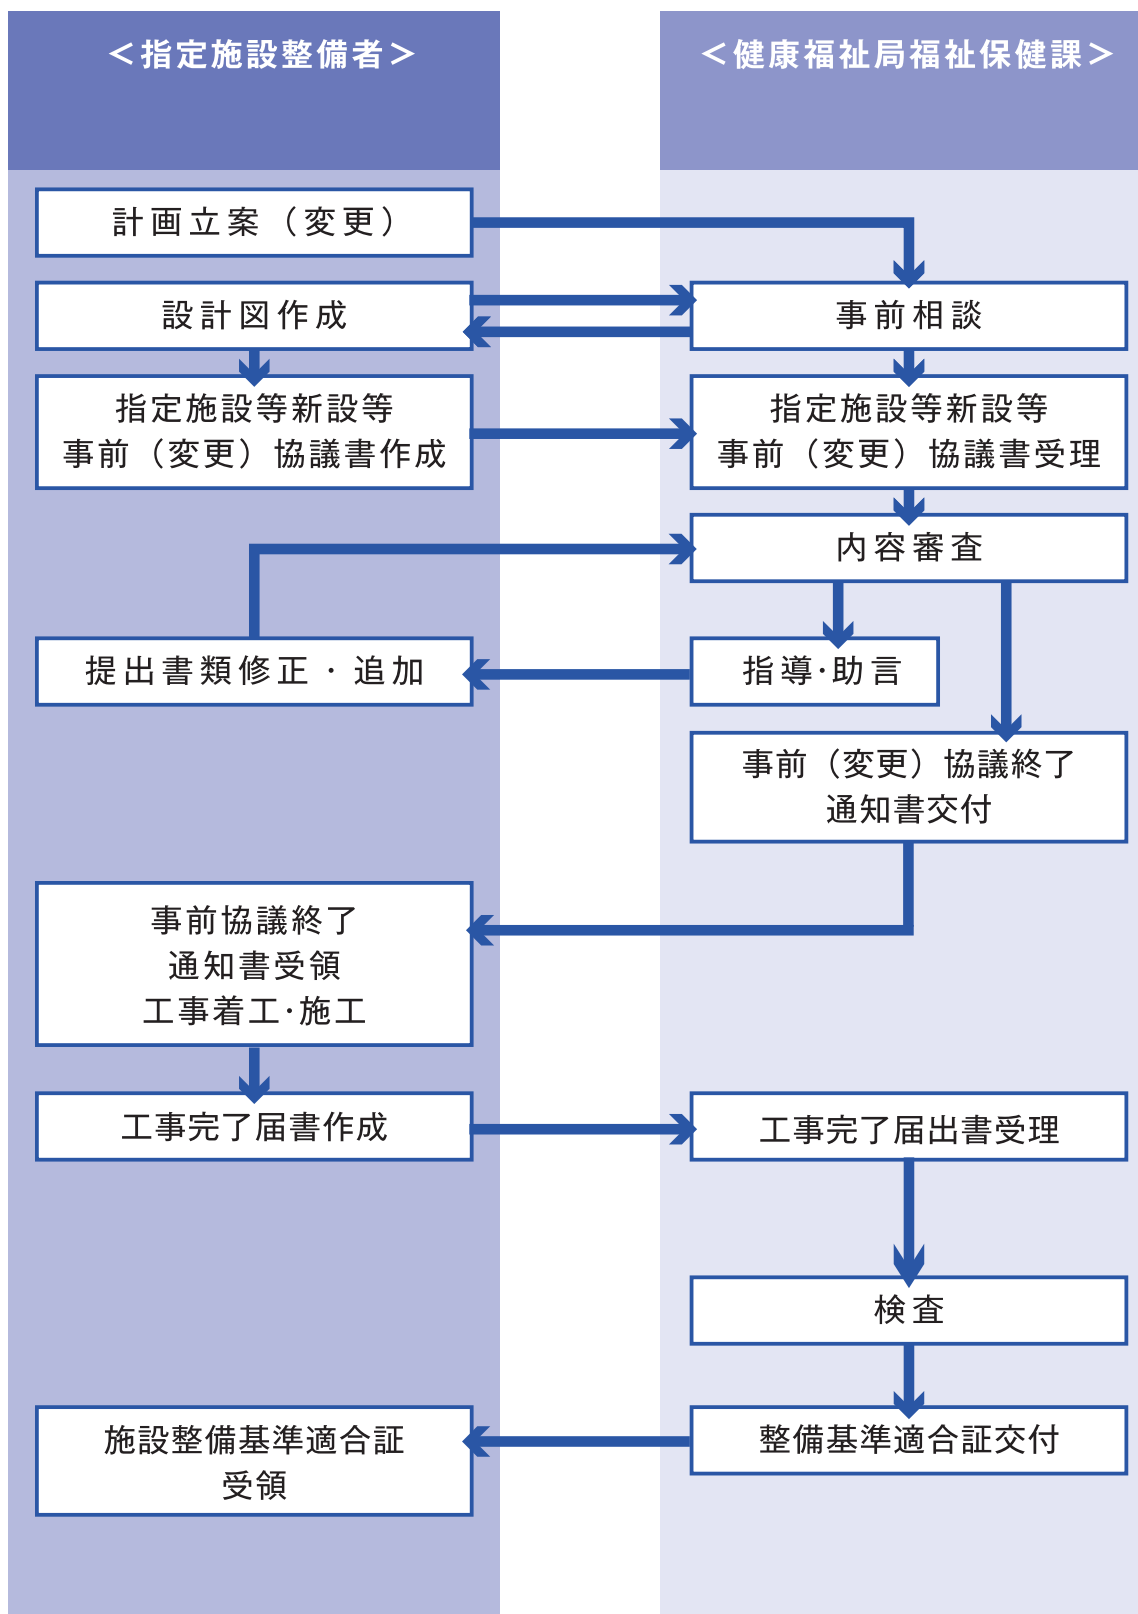 ＜指定施設整備者＞
＜健康福祉局福祉保健課＞
計画立案（変更）
設計図作成
事前相談
指定施設等新設等
事前（変更）協議書作成
指定施設等新設等
事前（変更）協議書受理
内容審査
提出書類修正・追加
指導・助言
事前（変更）協議終了
通知書交付
事前協議終了
通知書受領
工事着工・施工
工事完了届書作成
工事完了届出書受理
検査
整備基準適合証交付
施設整備基準適合証
受領